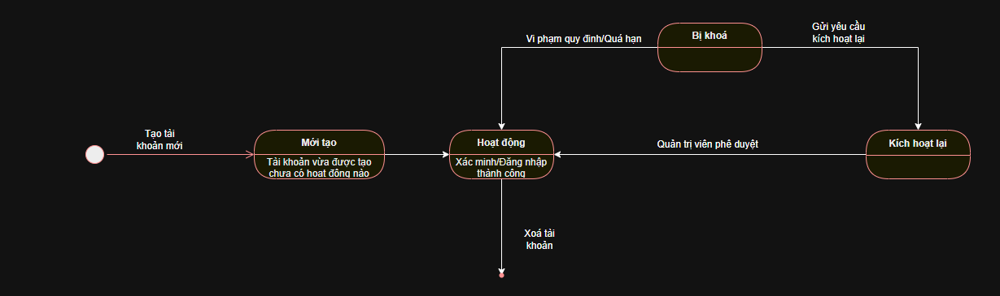 Vi phạm quy đinh/Quá hạn
Bị khoá
Gửi yêu cầu
kích hoạt lại
Tạo tải
khoản mới
Mới tạo
Tài khoản vừa được tạo
chưa có hoạt động nào
Hoạt động
Xác minh/Đăng nhập
thành công
Quản trị viên phê duyệt
Kích hoạt lại
Xoá tài
khoản